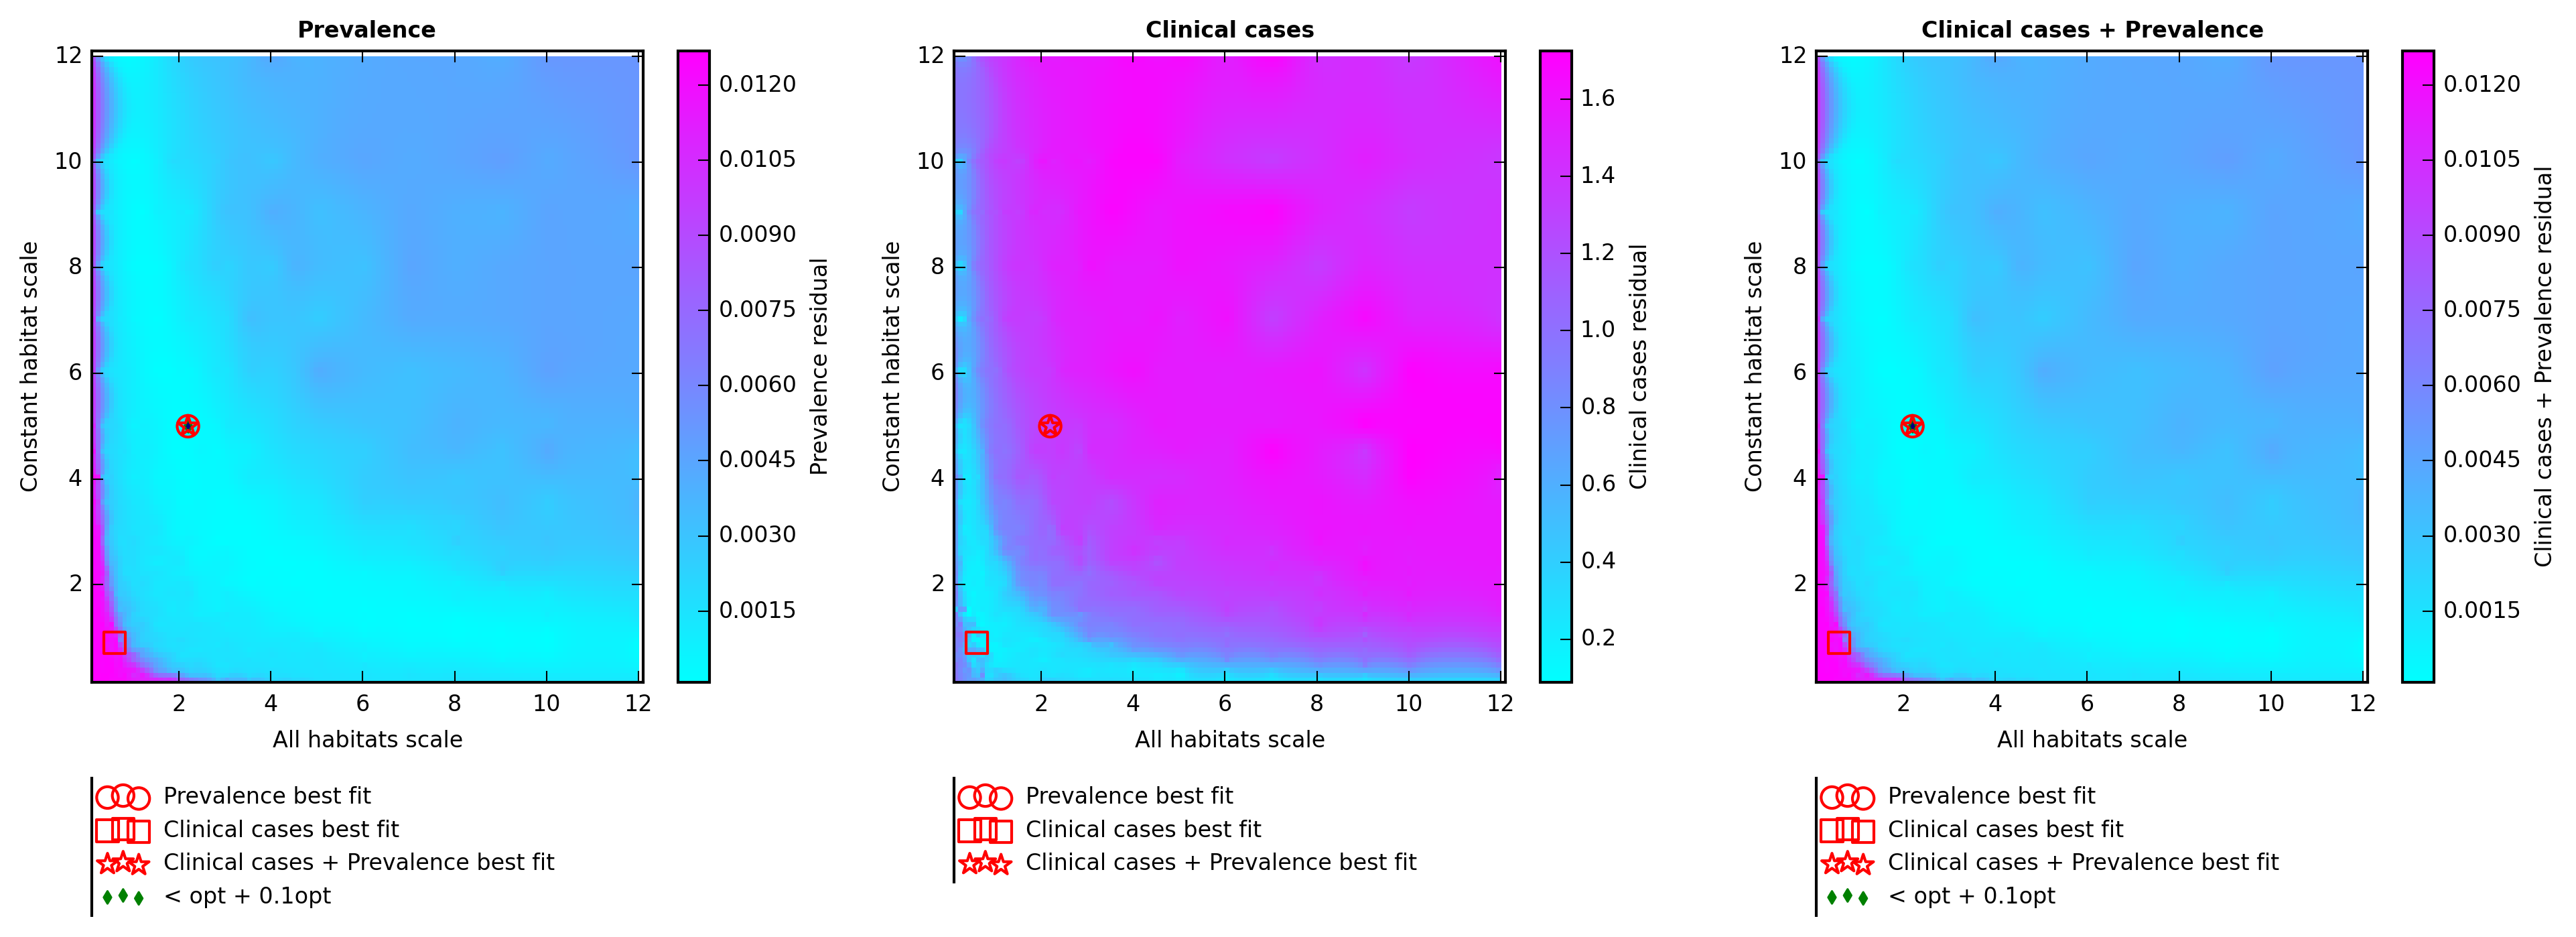 Prevalence
12
10
8
6
4
2
2 4 6 8 10 12
Constant habitat scale
All habitats scale
0.0120
0.0105
0.0090
0.0075
0.0060
0.0045
0.0030
0.0015
Prevalence residual
Prevalence best fit
Clinical cases best fit
Clinical cases + Prevalence best fit
< opt + 0.1opt
Clinical cases
12
10
8
6
4
2
2 4 6 8 10 12
Constant habitat scale
All habitats scale
1.6
1.4
1.2
1.0
0.8
0.6
0.4
0.2
Clinical cases residual
Prevalence best fit
Clinical cases best fit
Clinical cases + Prevalence best fit
Clinical cases + Prevalence
12
10
8
6
4
2
2 4 6 8 10 12
Constant habitat scale
All habitats scale
0.0120
0.0105
0.0090
0.0075
0.0060
0.0045
0.0030
0.0015
Clinical cases + Prevalence residual
Prevalence best fit
Clinical cases best fit
Clinical cases + Prevalence best fit
< opt + 0.1opt